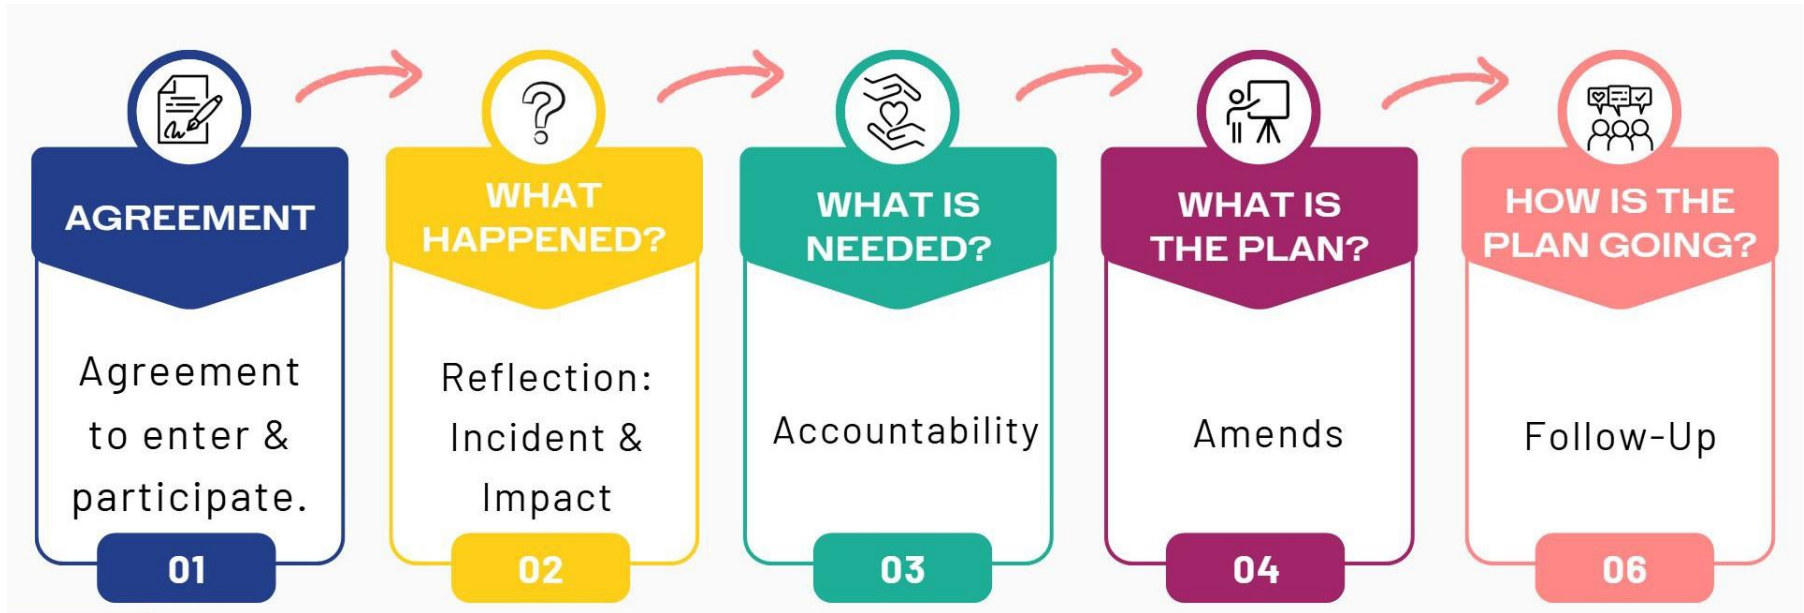 AGREEMENT
Agreement
to enter &
participate.
01
WHAT
HAPPENED?
Reflection:
Incident &
Impact
02
WHAT IS
NEEDED?
Accountability
03
WHAT IS
THE PLAN?
Amends
04
HOW IS THE
PLAN GOING?
Follow-Up
06